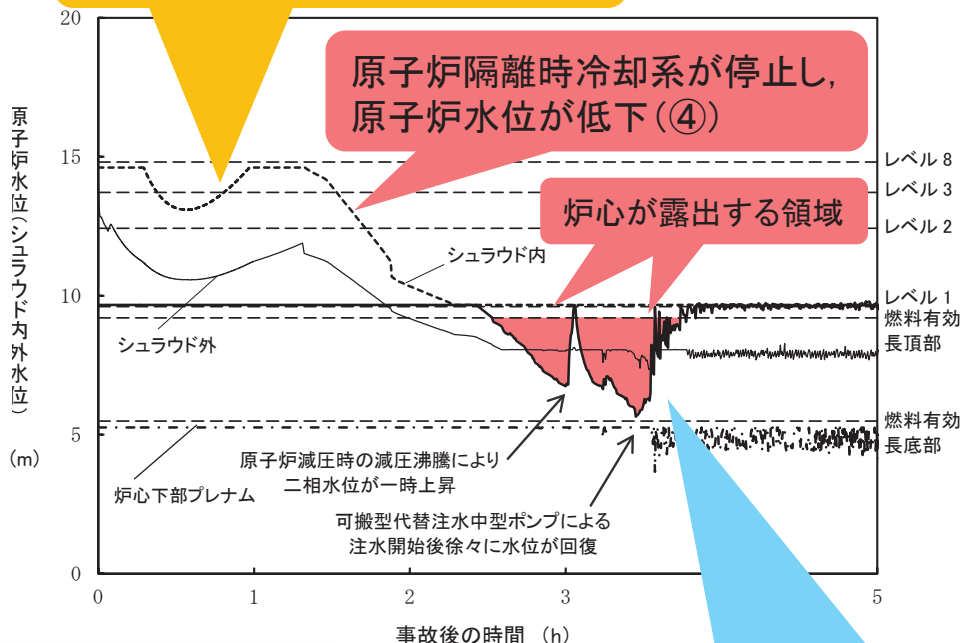 20
原子炉隔離時冷却系が停止し,
原子炉水位が低下(④)
15
レベル 8
レベル 3
炉心が露出する領域
レベル 2
シュラウド内
10
レベル 1
燃料有効
長頂部
シュラウド外
原子炉水位(シュラウド内外水位)
(m)
5
燃料有効
長底部
炉心下部プレナム
原子炉減圧時の減圧沸騰により
二相水位が一時上昇
可搬型代替注水中型ポンプによる
注水開始後徐々に水位が回復
0
0 1 2 3 5
事故後の時間 (h)